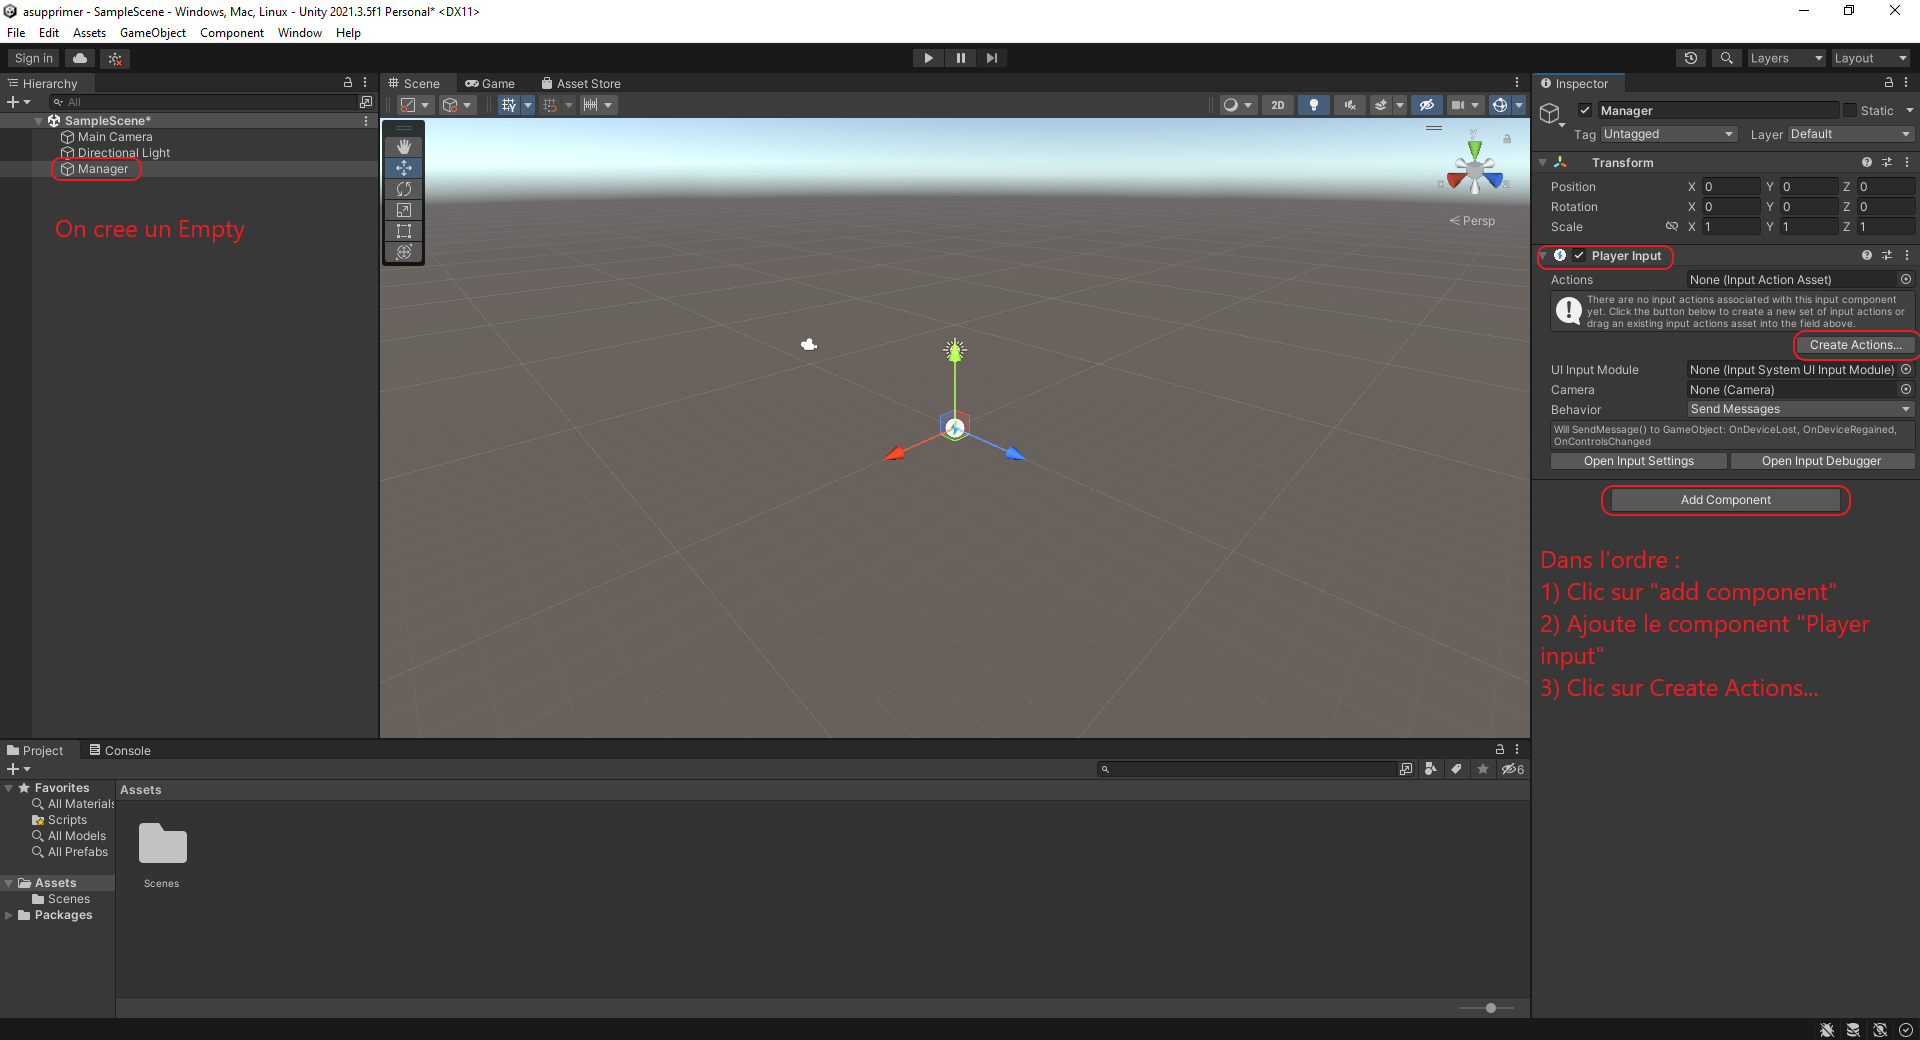 asupprimer - SampleScene - Windows, Mac, Linux - Unity 2021.3.5f1 Personal* <DX11>
File Edit Assets GameObject Component Window Help
Sign in
Layers
Layout
Hierarchy
All
SampleScene*
Main Camera
Directional Light
Manager
On cree un Empty
Scene
Game
Asset Store
2D
y
x
z
Persp
Inspector
Manager
Static
Tag Untagged
Layer Default
Transform
Position X 0 Y 0 Z 0
Rotation X 0 Y 0 Z 0
Scale X 1 Y 1 Z 1
Player Input
Actions None (Input Action Asset)
There are no input actions associated with this input component
yet. Click the button below to create a new set of input actions or
drag an existing input actions asset into the field above.
Create Actions...
UI Input Module None (Input System UI Input Module)
Camera None (Camera)
Behavior Send Messages
Will SendMessage() to GameObject: OnDeviceLost, OnDeviceRegained,
OnControlsChanged
Open Input Settings
Open Input Debugger
Add Component
Dans l'ordre :
1) Clic sur "add component"
2) Ajoute le component "Player
input"
3) Clic sur Create Actions...
Project
Console
6
Favorites
All Materials
Scripts
All Models
All Prefabs
Assets
Scenes
Packages
Assets
Scenes